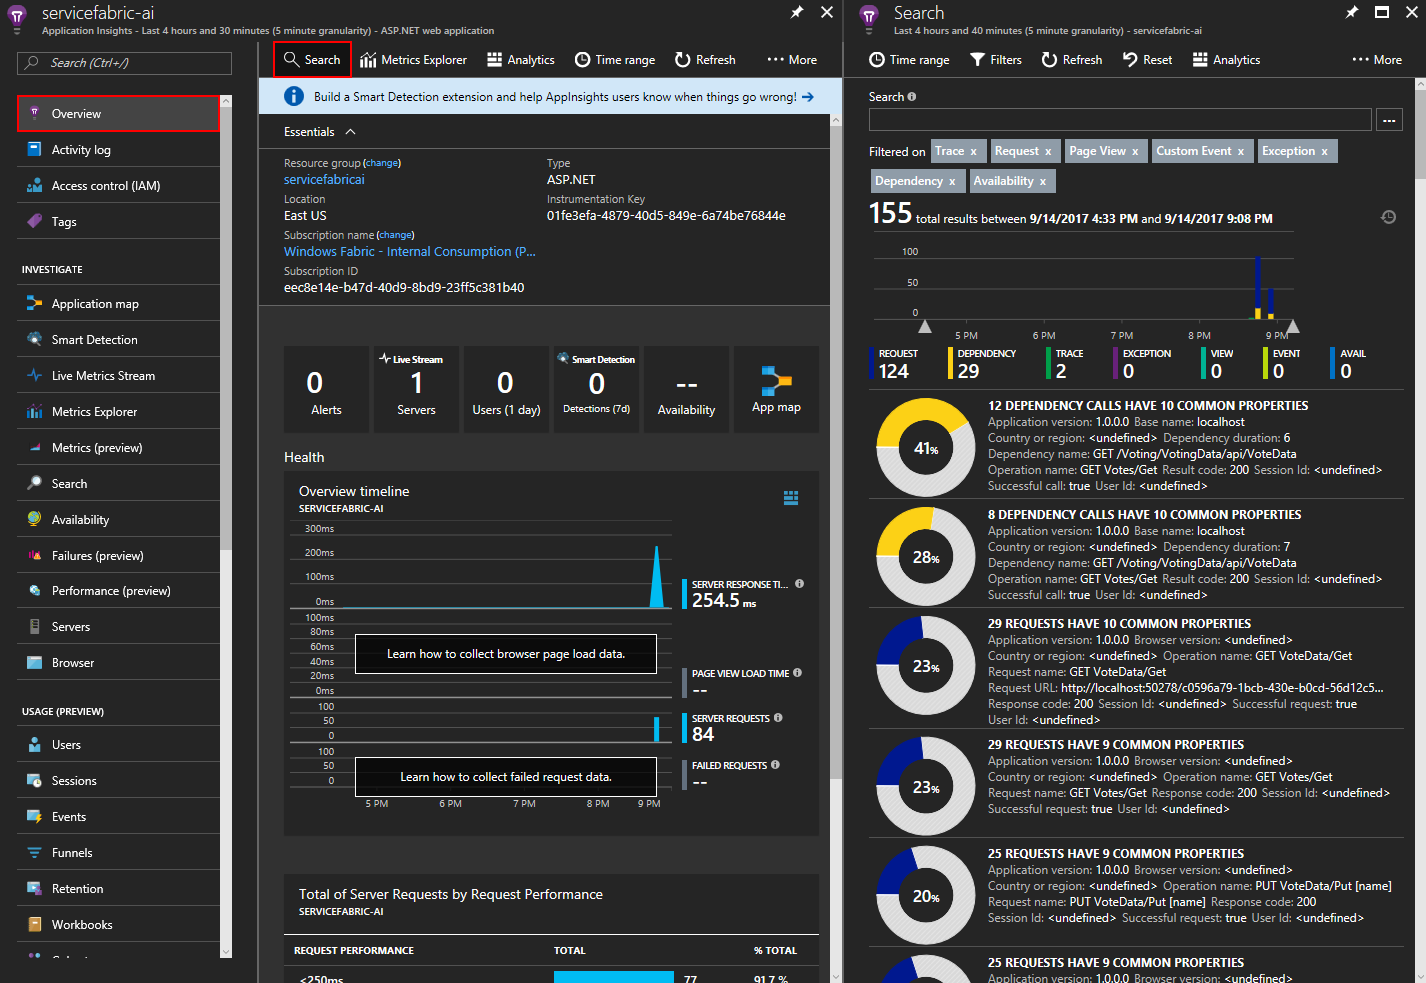 servicefabric-ai
Application Insights - Last 4 hours and 30 minutes (5 minute granularity) - ASP.NET web application
Search (Ctrl+/)
Overview
Activity log
Access control (IAM)
Tags
INVESTIGATE
Application map
Smart Detection
Live Metrics Stream
Metrics Explorer
Metrics (preview)
Search
Availability
Failures (preview)
Performance (preview)
Servers
Browser
USAGE (PREVIEW)
Users
Sessions
Events
Funnels
Retention
Workbooks
Search
Metrics Explorer
Analytics
Time range
Refresh
··· More
Build a Smart Detection extension and help AppInsights users know when things go wrong! →
Essentials
Resource group (change)
servicefabricai
Location
East US
Subscription name (change)
Windows Fabric - Internal Consumption (P...
Subscription ID
eec8e14e-b47d-40d9-8bd9-23ff5c381b40
Type
ASP.NET
Instrumentation Key
01fe3efa-4879-40d5-849e-6a74be76844e
0
Alerts
Live Stream
1
Servers
0
Users (1 day)
Smart Detection
0
Detections (7d)
--
Availability
App map
Health
Overview timeline
SERVICEFABRIC-AI
300ms
200ms
100ms
0ms
SERVER RESPONSE TI...
254.5 ms
100ms
80ms
60ms
40ms
20ms
0ms
Learn how to collect browser page load data.
PAGE VIEW LOAD TIME
--
100
50
0
SERVER REQUESTS
84
100
50
0
Learn how to collect failed request data.
FAILED REQUESTS
--
5 PM 6 PM 7 PM 8 PM 9 PM
Total of Server Requests by Request Performance
SERVICEFABRIC-AI
REQUEST PERFORMANCE TOTAL % TOTAL
<250ms 77 91.7 %
Search
Last 4 hours and 40 minutes (5 minute granularity) - servicefabric-ai
Time range
Filters
Refresh
Reset
Analytics
··· More
Search
...
Filtered on Trace x Request x Page View x Custom Event x Exception x
Dependency x Availability x
155 total results between 9/14/2017 4:33 PM and 9/14/2017 9:08 PM
100
50
0
5 PM 6 PM 7 PM 8 PM 9 PM
REQUEST
124
DEPENDENCY
29
TRACE
2
EXCEPTION
0
VIEW
0
EVENT
0
AVAIL
0
41%
12 DEPENDENCY CALLS HAVE 10 COMMON PROPERTIES
Application version: 1.0.0.0 Base name: localhost
Country or region: <undefined> Dependency duration: 6
Dependency name: GET /Voting/VotingData/api/VoteData
Operation name: GET Votes/Get Result code: 200 Session Id: <undefined>
Successful call: true User Id: <undefined>
28%
8 DEPENDENCY CALLS HAVE 10 COMMON PROPERTIES
Application version: 1.0.0.0 Base name: localhost
Country or region: <undefined> Dependency duration: 7
Dependency name: GET /Voting/VotingData/api/VoteData
Operation name: GET Votes/Get Result code: 200 Session Id: <undefined>
Successful call: true User Id: <undefined>
23%
29 REQUESTS HAVE 10 COMMON PROPERTIES
Application version: 1.0.0.0 Browser version: <undefined>
Country or region: <undefined> Operation name: GET VoteData/Get
Request name: GET VoteData/Get
Request URL: http://localhost:50278/c0596a79-1bcb-430e-b0cd-56d12c5...
Response code: 200 Session Id: <undefined> Successful request: true
User Id: <undefined>
23%
29 REQUESTS HAVE 9 COMMON PROPERTIES
Application version: 1.0.0.0 Browser version: <undefined>
Country or region: <undefined> Operation name: GET Votes/Get
Request name: GET Votes/Get Response code: 200 Session Id: <undefined>
Successful request: true User Id: <undefined>
20%
25 REQUESTS HAVE 9 COMMON PROPERTIES
Application version: 1.0.0.0 Browser version: <undefined>
Country or region: <undefined> Operation name: PUT VoteData/Put [name]
Request name: PUT VoteData/Put [name] Response code: 200
Session Id: <undefined> Successful request: true User Id: <undefined>
25 REQUESTS HAVE 9 COMMON PROPERTIES
Application version: 1.0.0.0 Browser version: <undefined>